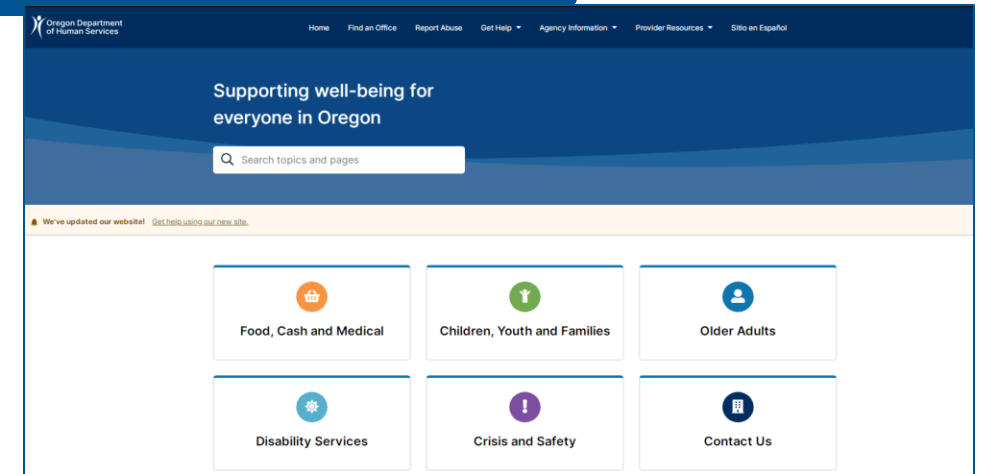 Oregon Department
of Human Services
Home Find an Office Report Abuse Get Help Agency Information Provider Resources Sitio en Español
Supporting well-being for
everyone in Oregon
Search topics and pages
We've updated our website! Get help using our new site.
Food, Cash and Medical
Children, Youth and Families
Older Adults
Disability Services
Crisis and Safety
Contact Us